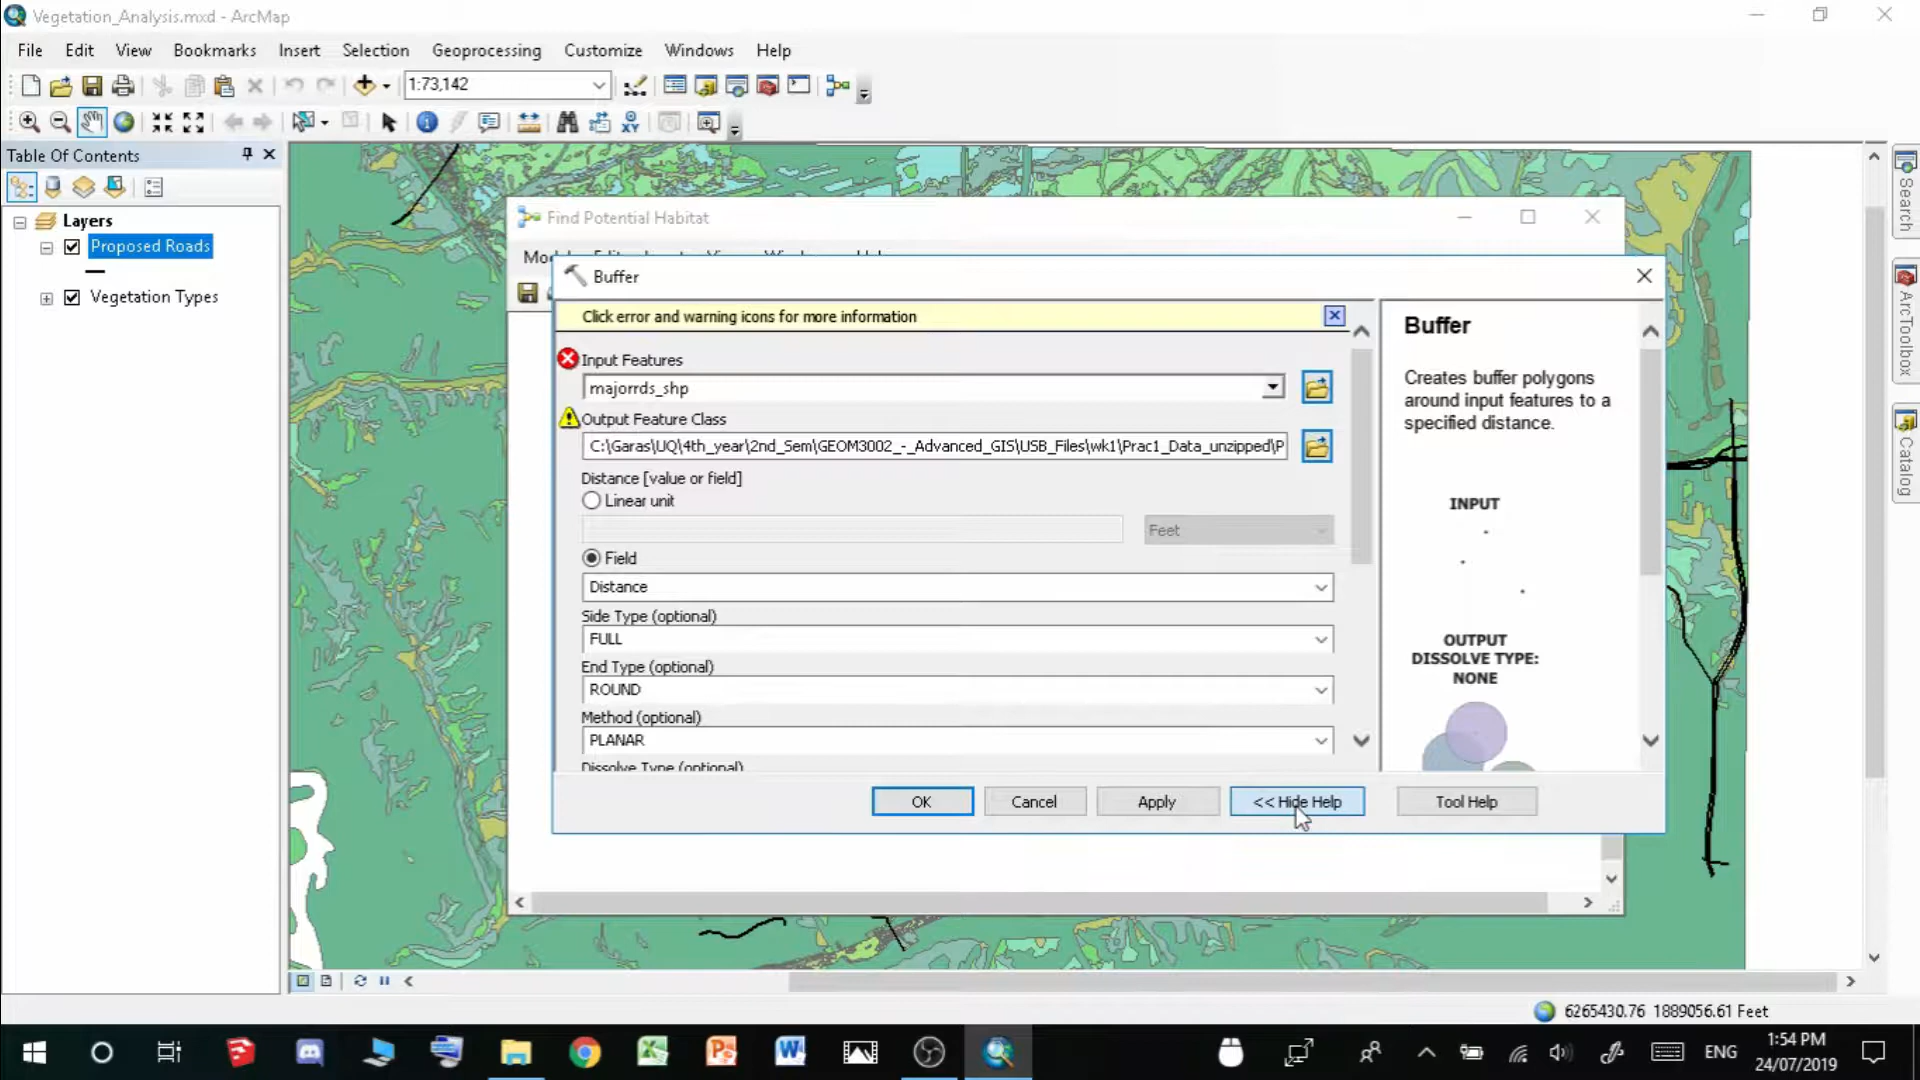 Vegetation_Analysis.mxd - ArcMap
File Edit View Bookmarks Insert Selection Geoprocessing Customize Windows Help
1:73,142
Table Of Contents
Layers
Proposed Roads
Vegetation Types
Find Potential Habitat
Buffer
Click error and warning icons for more information
Input Features
majorrds_shp
Output Feature Class
C:\Garas\UQ\4th_year\2nd_Sem\GEOM3002_-_Advanced_GIS\USB_Files\wk1\Prac1_Data_unzipped\P
Distance [value or field]
Linear unit
Feet
Field
Distance
Side Type (optional)
FULL
End Type (optional)
ROUND
Method (optional)
PLANAR
Dissolve Type (optional)
OK Cancel Apply << Hide Help Tool Help
Buffer
Creates buffer polygons
around input features to a
specified distance.
INPUT
OUTPUT
DISSOLVE TYPE:
NONE
Search
ArcToolbox
Catalog
6265430.76 1889056.61 Feet
ENG
1:54 PM
24/07/2019